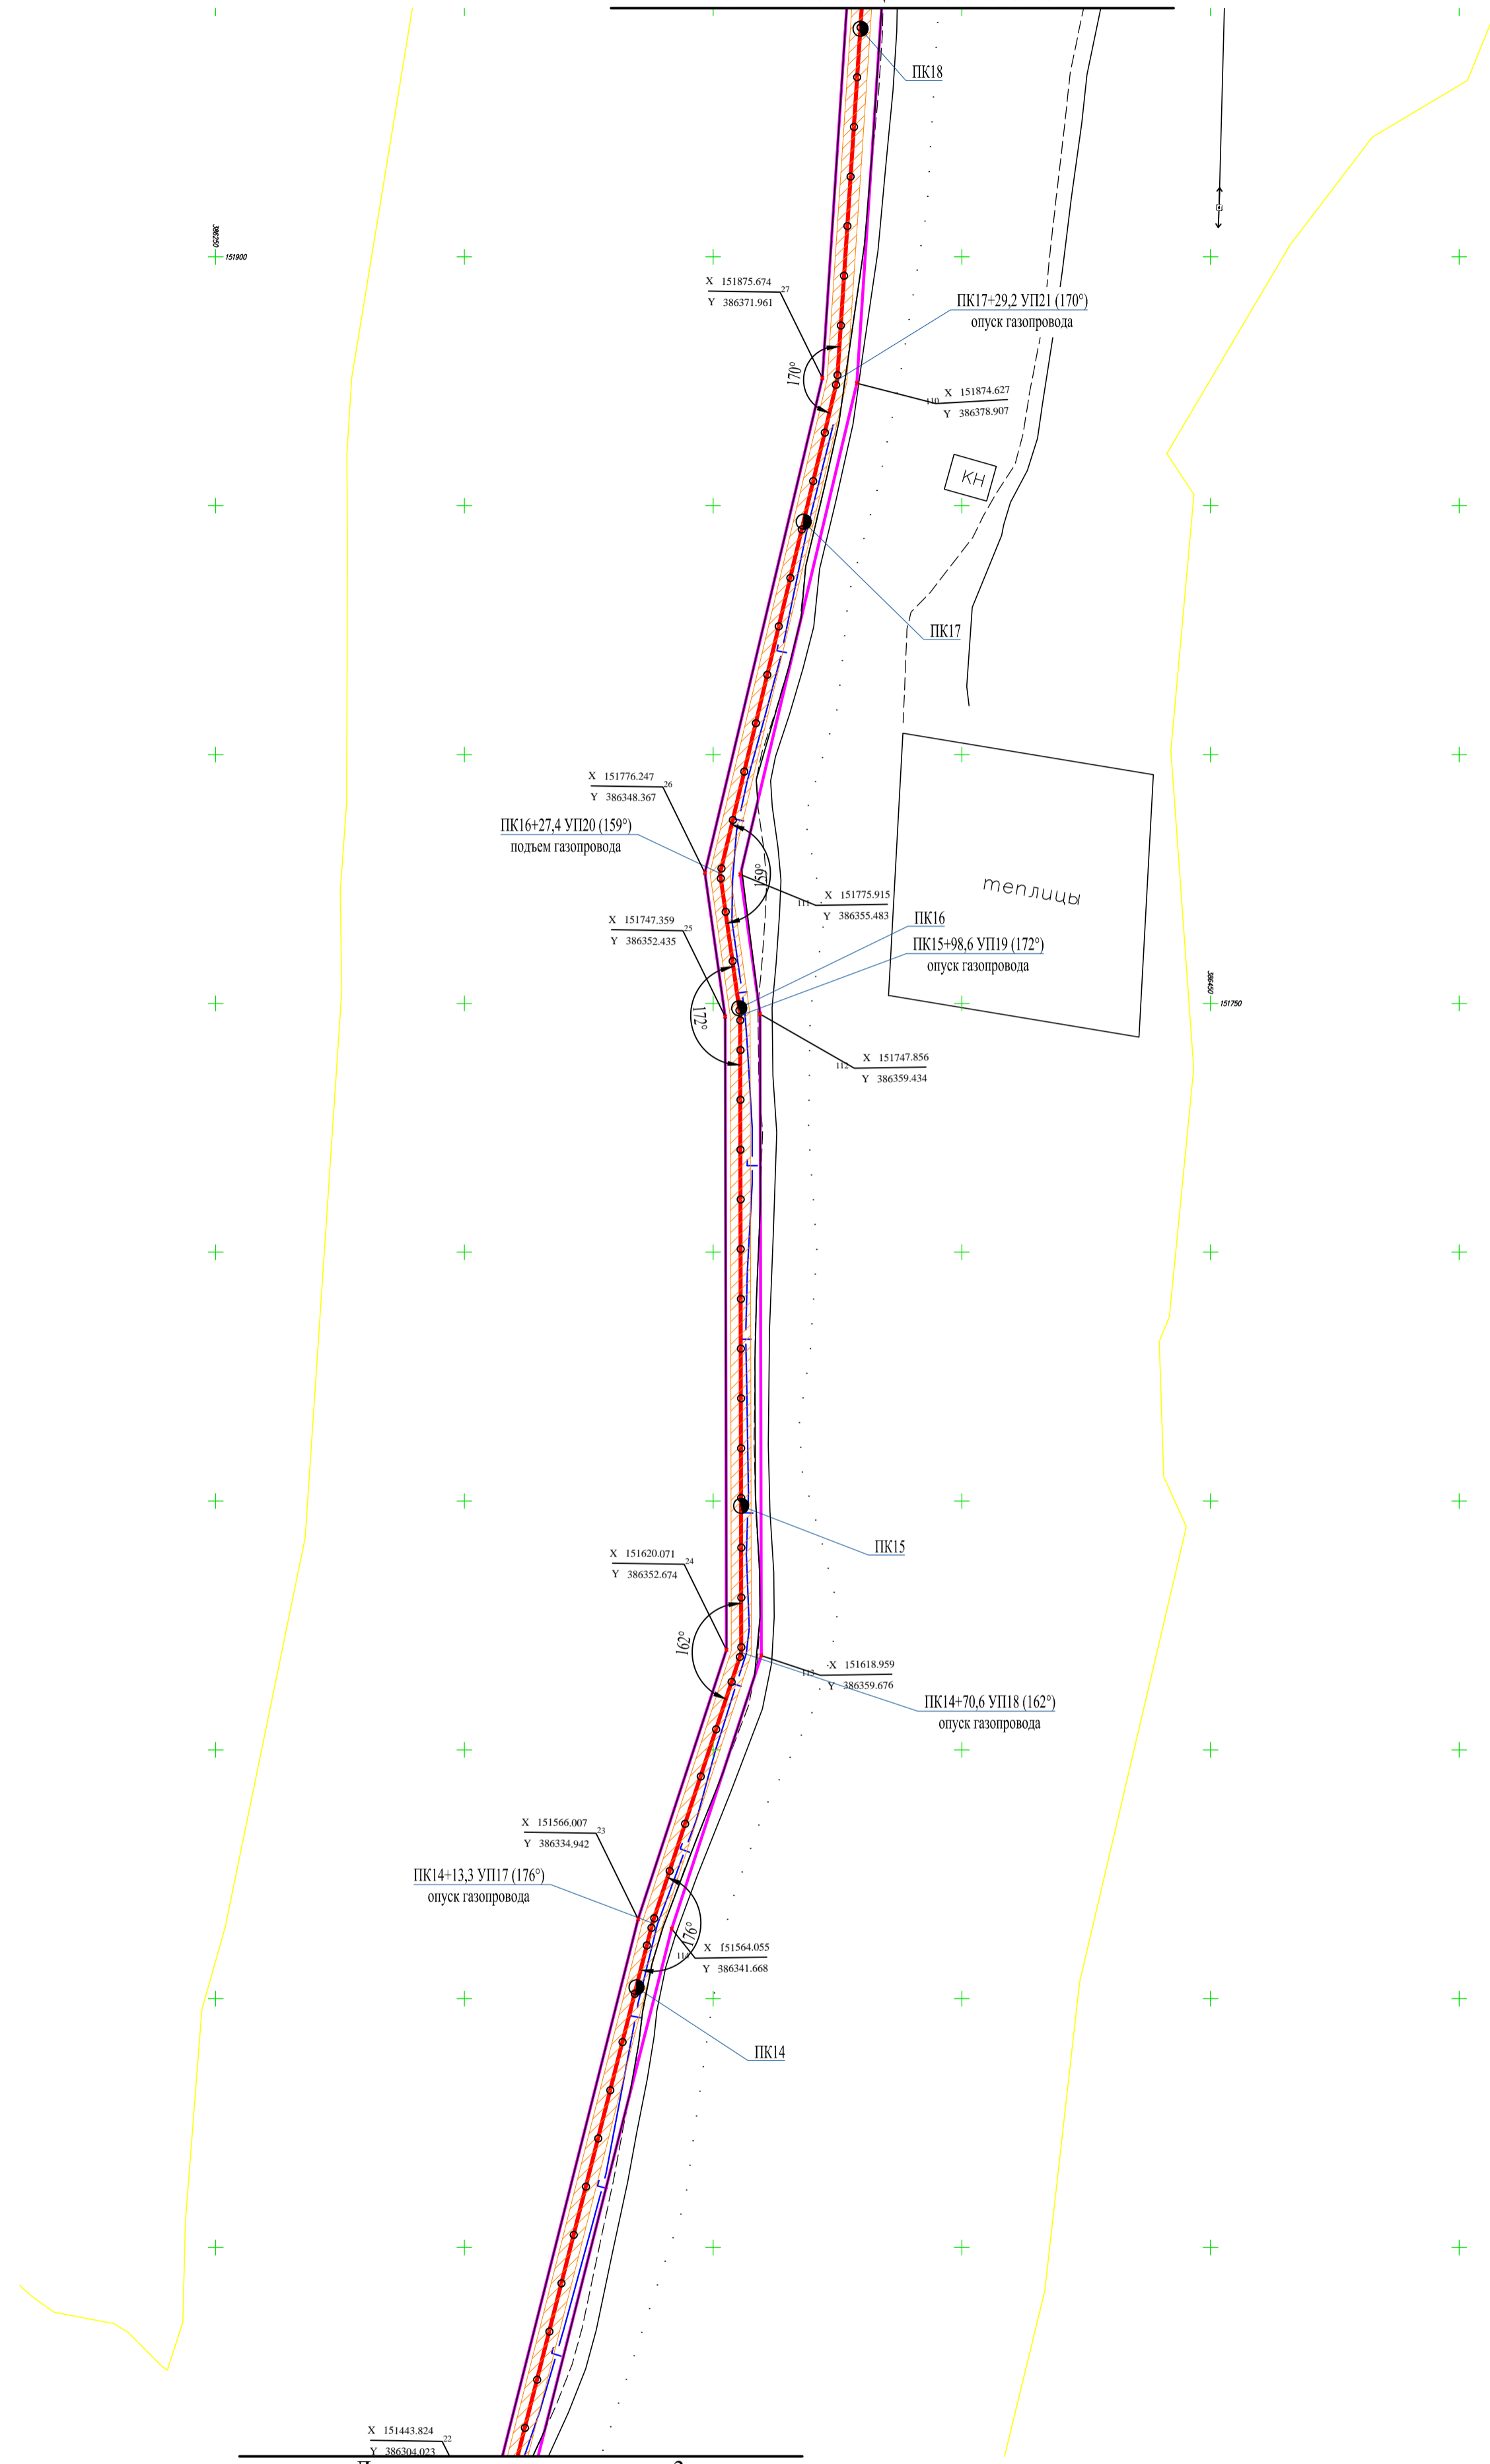 ПК18
386250
151900
X 151875.674
27
Y 386371.961
ПК17+29,2 УП21 (170°)
опуск газопровода
170°
110
X 151874.627
Y 386378.907
КН
ПК17
X 151776.247
26
Y 386348.367
ПК16+27,4 УП20 (159°)
подъем газопровода
159°
теплицы
111
X 151775.915
Y 386355.483
X 151747.359
25
Y 386352.435
ПК16
ПК15+98,6 УП19 (172°)
опуск газопровода
386450
151750
172°
112
X 151747.856
Y 386359.434
ПК15
X 151620.071
24
Y 386352.674
162°
113
X 151618.959
Y 386359.676
ПК14+70,6 УП18 (162°)
опуск газопровода
X 151566.007
23
Y 386334.942
ПК14+13,3 УП17 (176°)
опуск газопровода
176°
114
X 151564.055
Y 386341.668
ПК14
X 151443.824
22
Y 386304.023